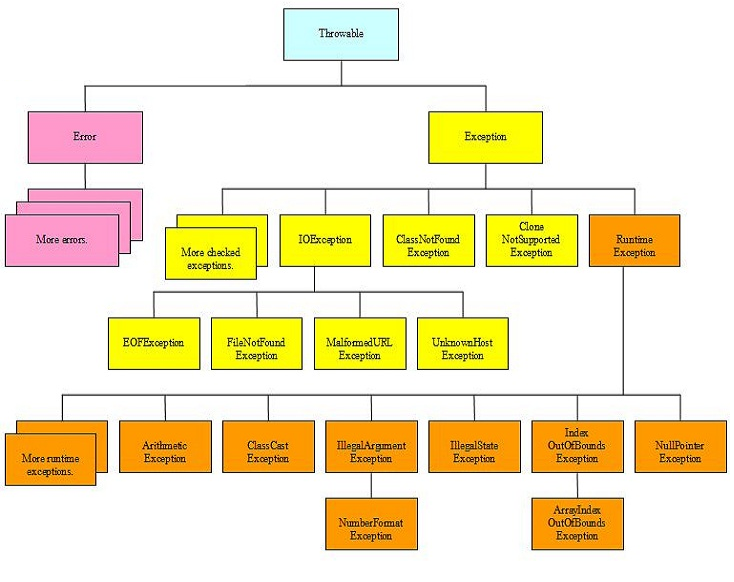 Throwable
Error
Exception
More errors.
More checked
exceptions.
IOException
ClassNotFound
Exception
Clone
NotSupported
Exception
Runtime
Exception
EOFException
FileNotFound
Exception
MalformedURL
Exception
UnknownHost
Exception
More runtime
exceptions.
Arithmetic
Exception
ClassCast
Exception
IllegalArgument
Exception
IllegalState
Exception
Index
OutOfBounds
Exception
NullPointer
Exception
NumberFormat
Exception
ArrayIndex
OutOfBounds
Exception